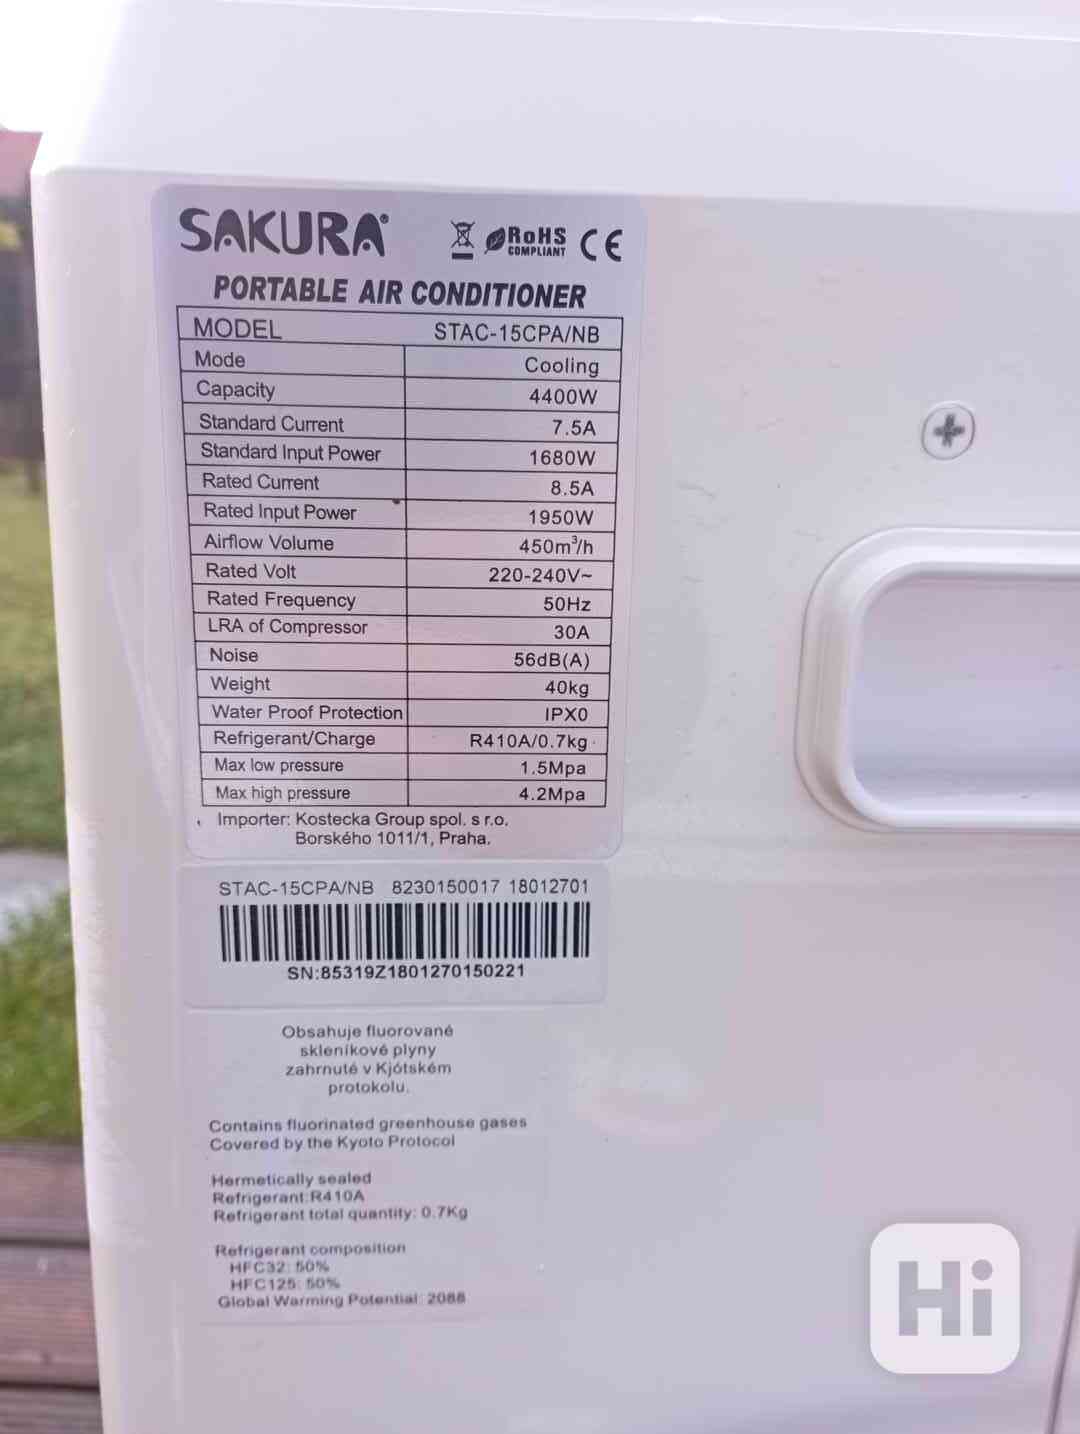 SAKURA®
RoHS
COMPLIANT
CE
PORTABLE AIR CONDITIONER
MODEL STAC-15CPA/NB
Mode Cooling
Capacity 4400W
Standard Current 7.5A
Standard Input Power 1680W
Rated Current 8.5A
Rated Input Power 1950W
Airflow Volume 450m³/h
Rated Volt 220-240V~
Rated Frequency 50Hz
LRA of Compressor 30A
Noise 56dB(A)
Weight 40kg
Water Proof Protection IPX0
Refrigerant/Charge R410A/0.7kg
Max low pressure 1.5Mpa
Max high pressure 4.2Mpa
Importer: Kostecka Group spol. s r.o.
Borského 1011/1, Praha.
STAC-15CPA/NB 8230150017 18012701
SN:85319Z1801270150221
Obsahuje fluorované
skleníkové plyny
zahrnuté v Kjótském
protokolu.
Contains fluorinated greenhouse gases
Covered by the Kyoto Protocol
Hermetically sealed
Refrigerant:R410A
Refrigerant total quantity: 0.7Kg
Refrigerant composition
HFC32: 50%
HFC125: 50%
Global Warming Potential: 2088
Hi